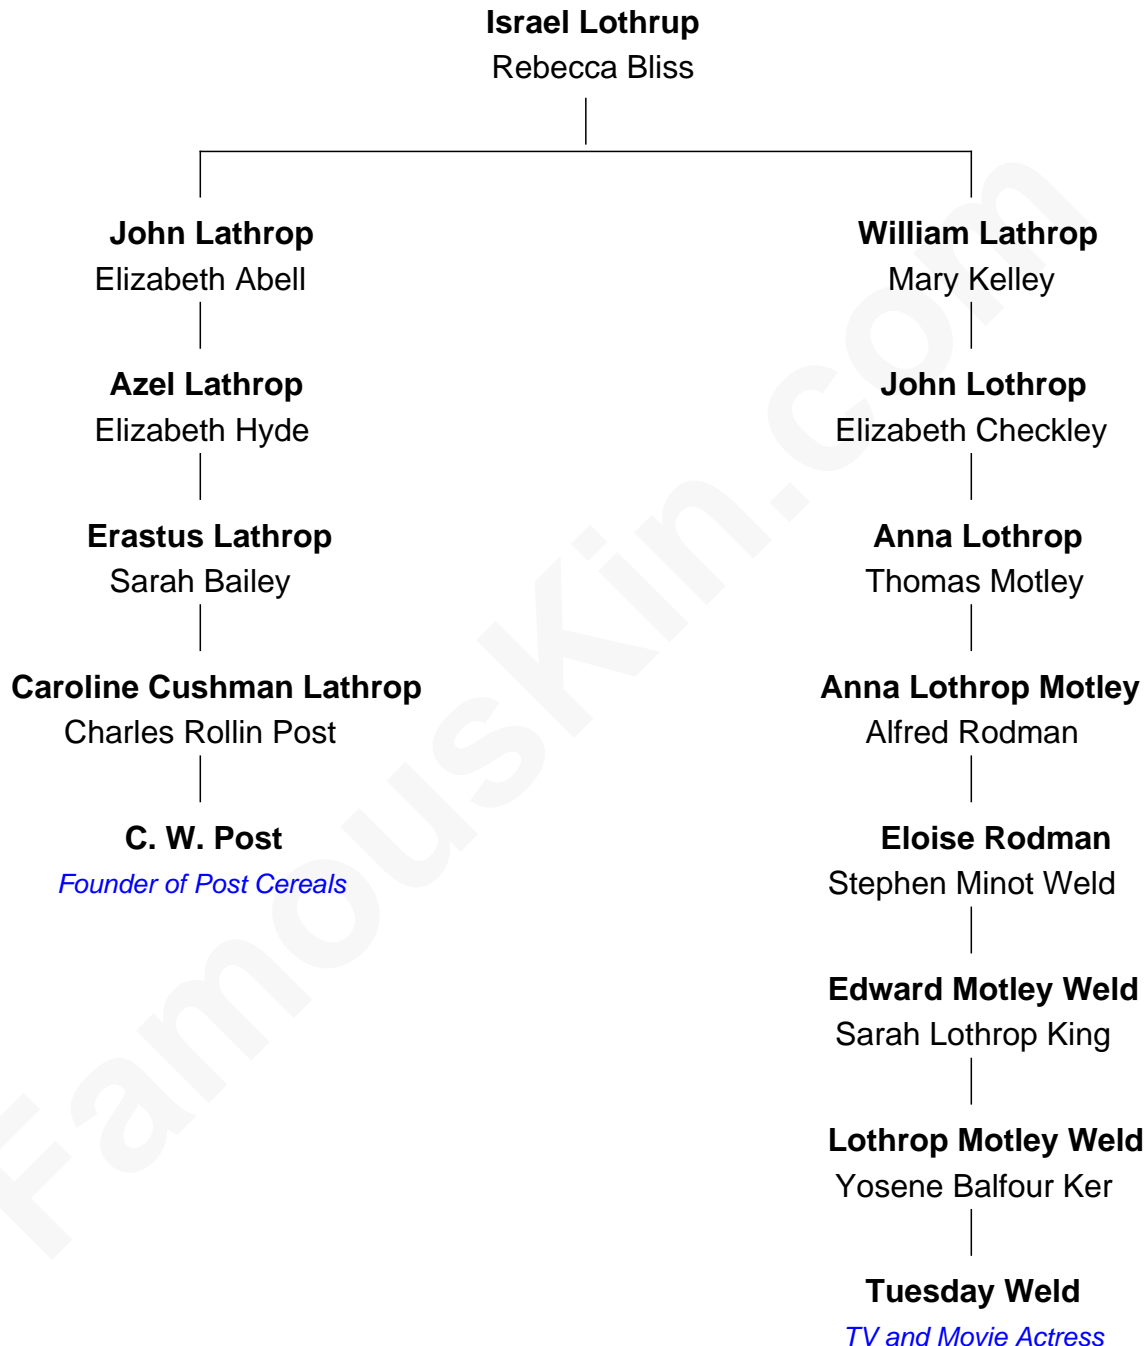 Israel Lothrup
Rebecca Bliss
John Lathrop
Elizabeth Abell
Azel Lathrop
Elizabeth Hyde
Erastus Lathrop
Sarah Bailey
Caroline Cushman Lathrop
Charles Rollin Post
C. W. Post
Founder of Post Cereals
William Lathrop
Mary Kelley
John Lothrop
Elizabeth Checkley
Anna Lothrop
Thomas Motley
Anna Lothrop Motley
Alfred Rodman
Eloise Rodman
Stephen Minot Weld
Edward Motley Weld
Sarah Lothrop King
Lothrop Motley Weld
Yosene Balfour Ker
Tuesday Weld
TV and Movie Actress
FamousKin.com